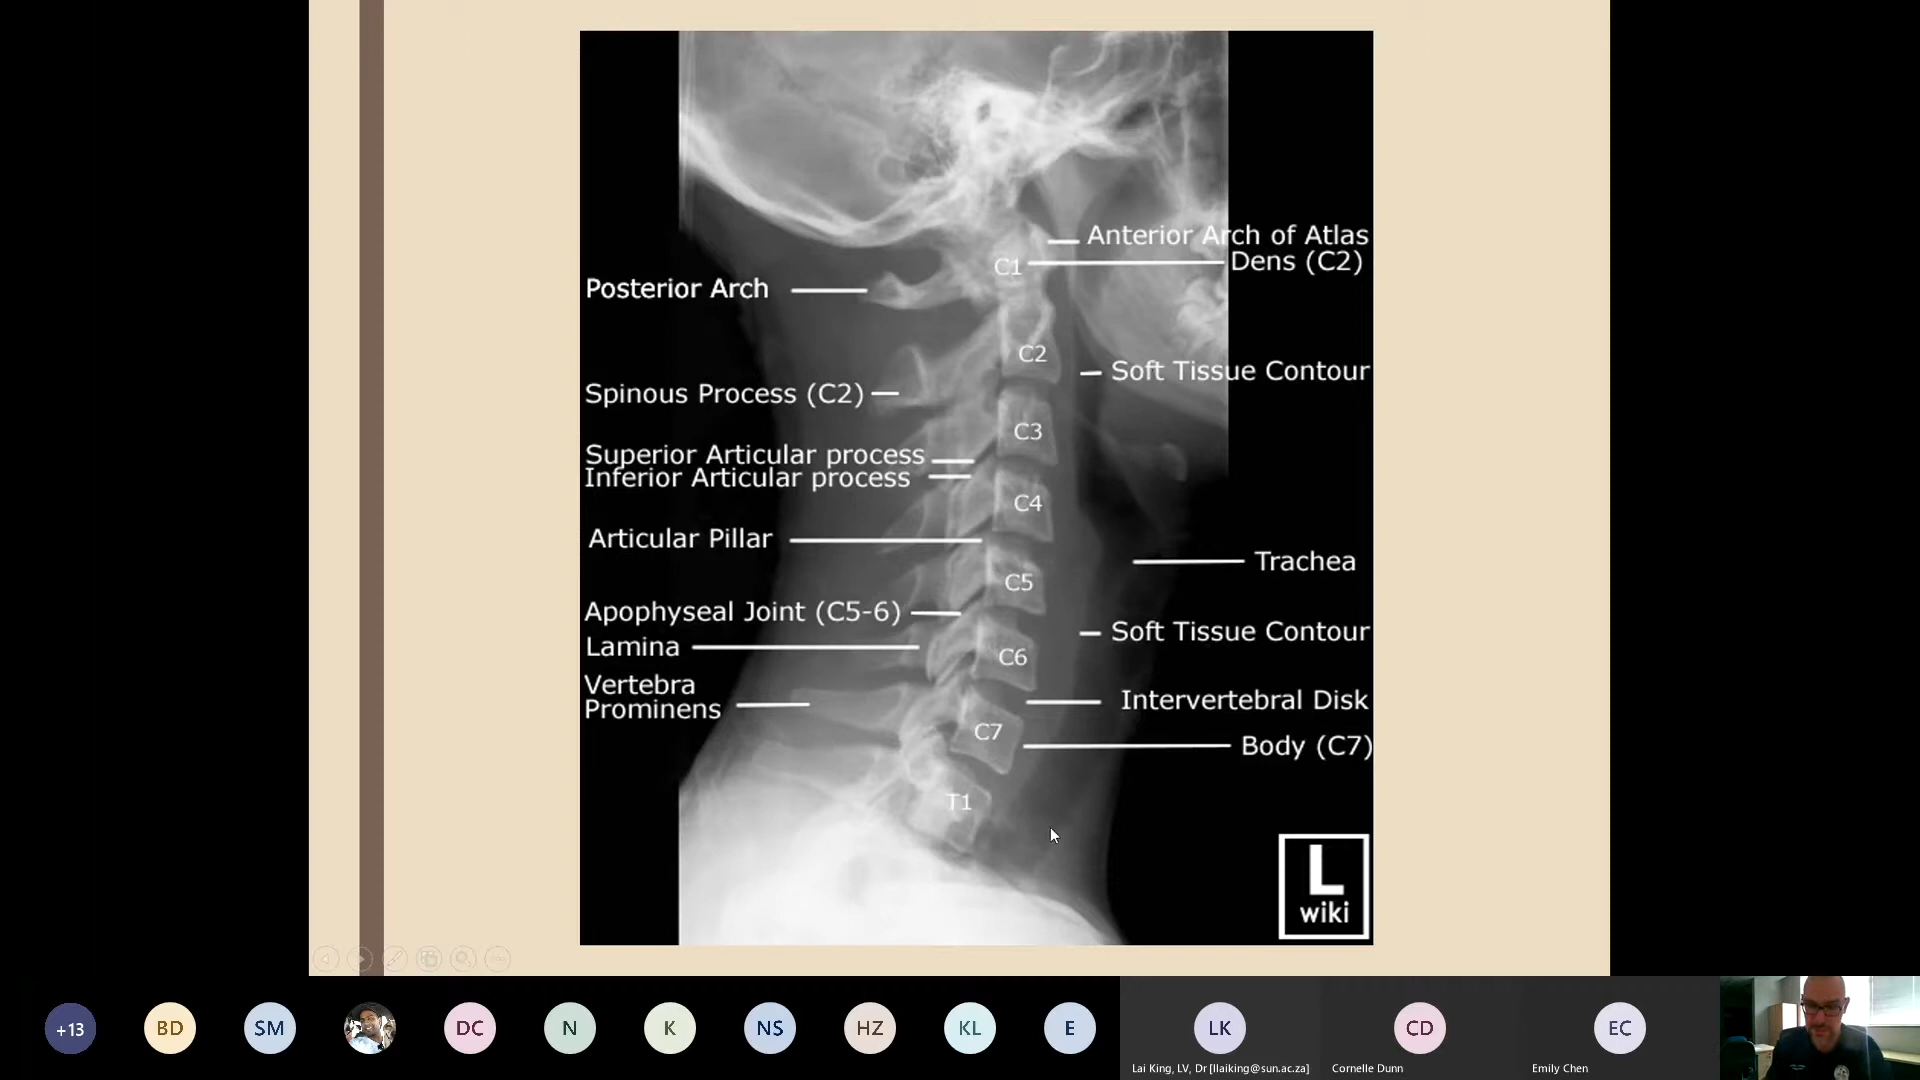 Anterior Arch of Atlas
C1
Dens (C2)
Posterior Arch
C2
Soft Tissue Contour
Spinous Process (C2)
C3
Superior Articular process
Inferior Articular process
C4
Articular Pillar
Trachea
C5
Apophyseal Joint (C5-6)
Soft Tissue Contour
Lamina
C6
Vertebra
Prominens
Intervertebral Disk
C7
Body (C7)
T1
L
wiki
+13
BD
SM
DC
N
K
NS
HZ
KL
E
LK
CD
EC
Lai King, LV, Dr [llaiking@sun.ac.za]
Cornelle Dunn
Emily Chen